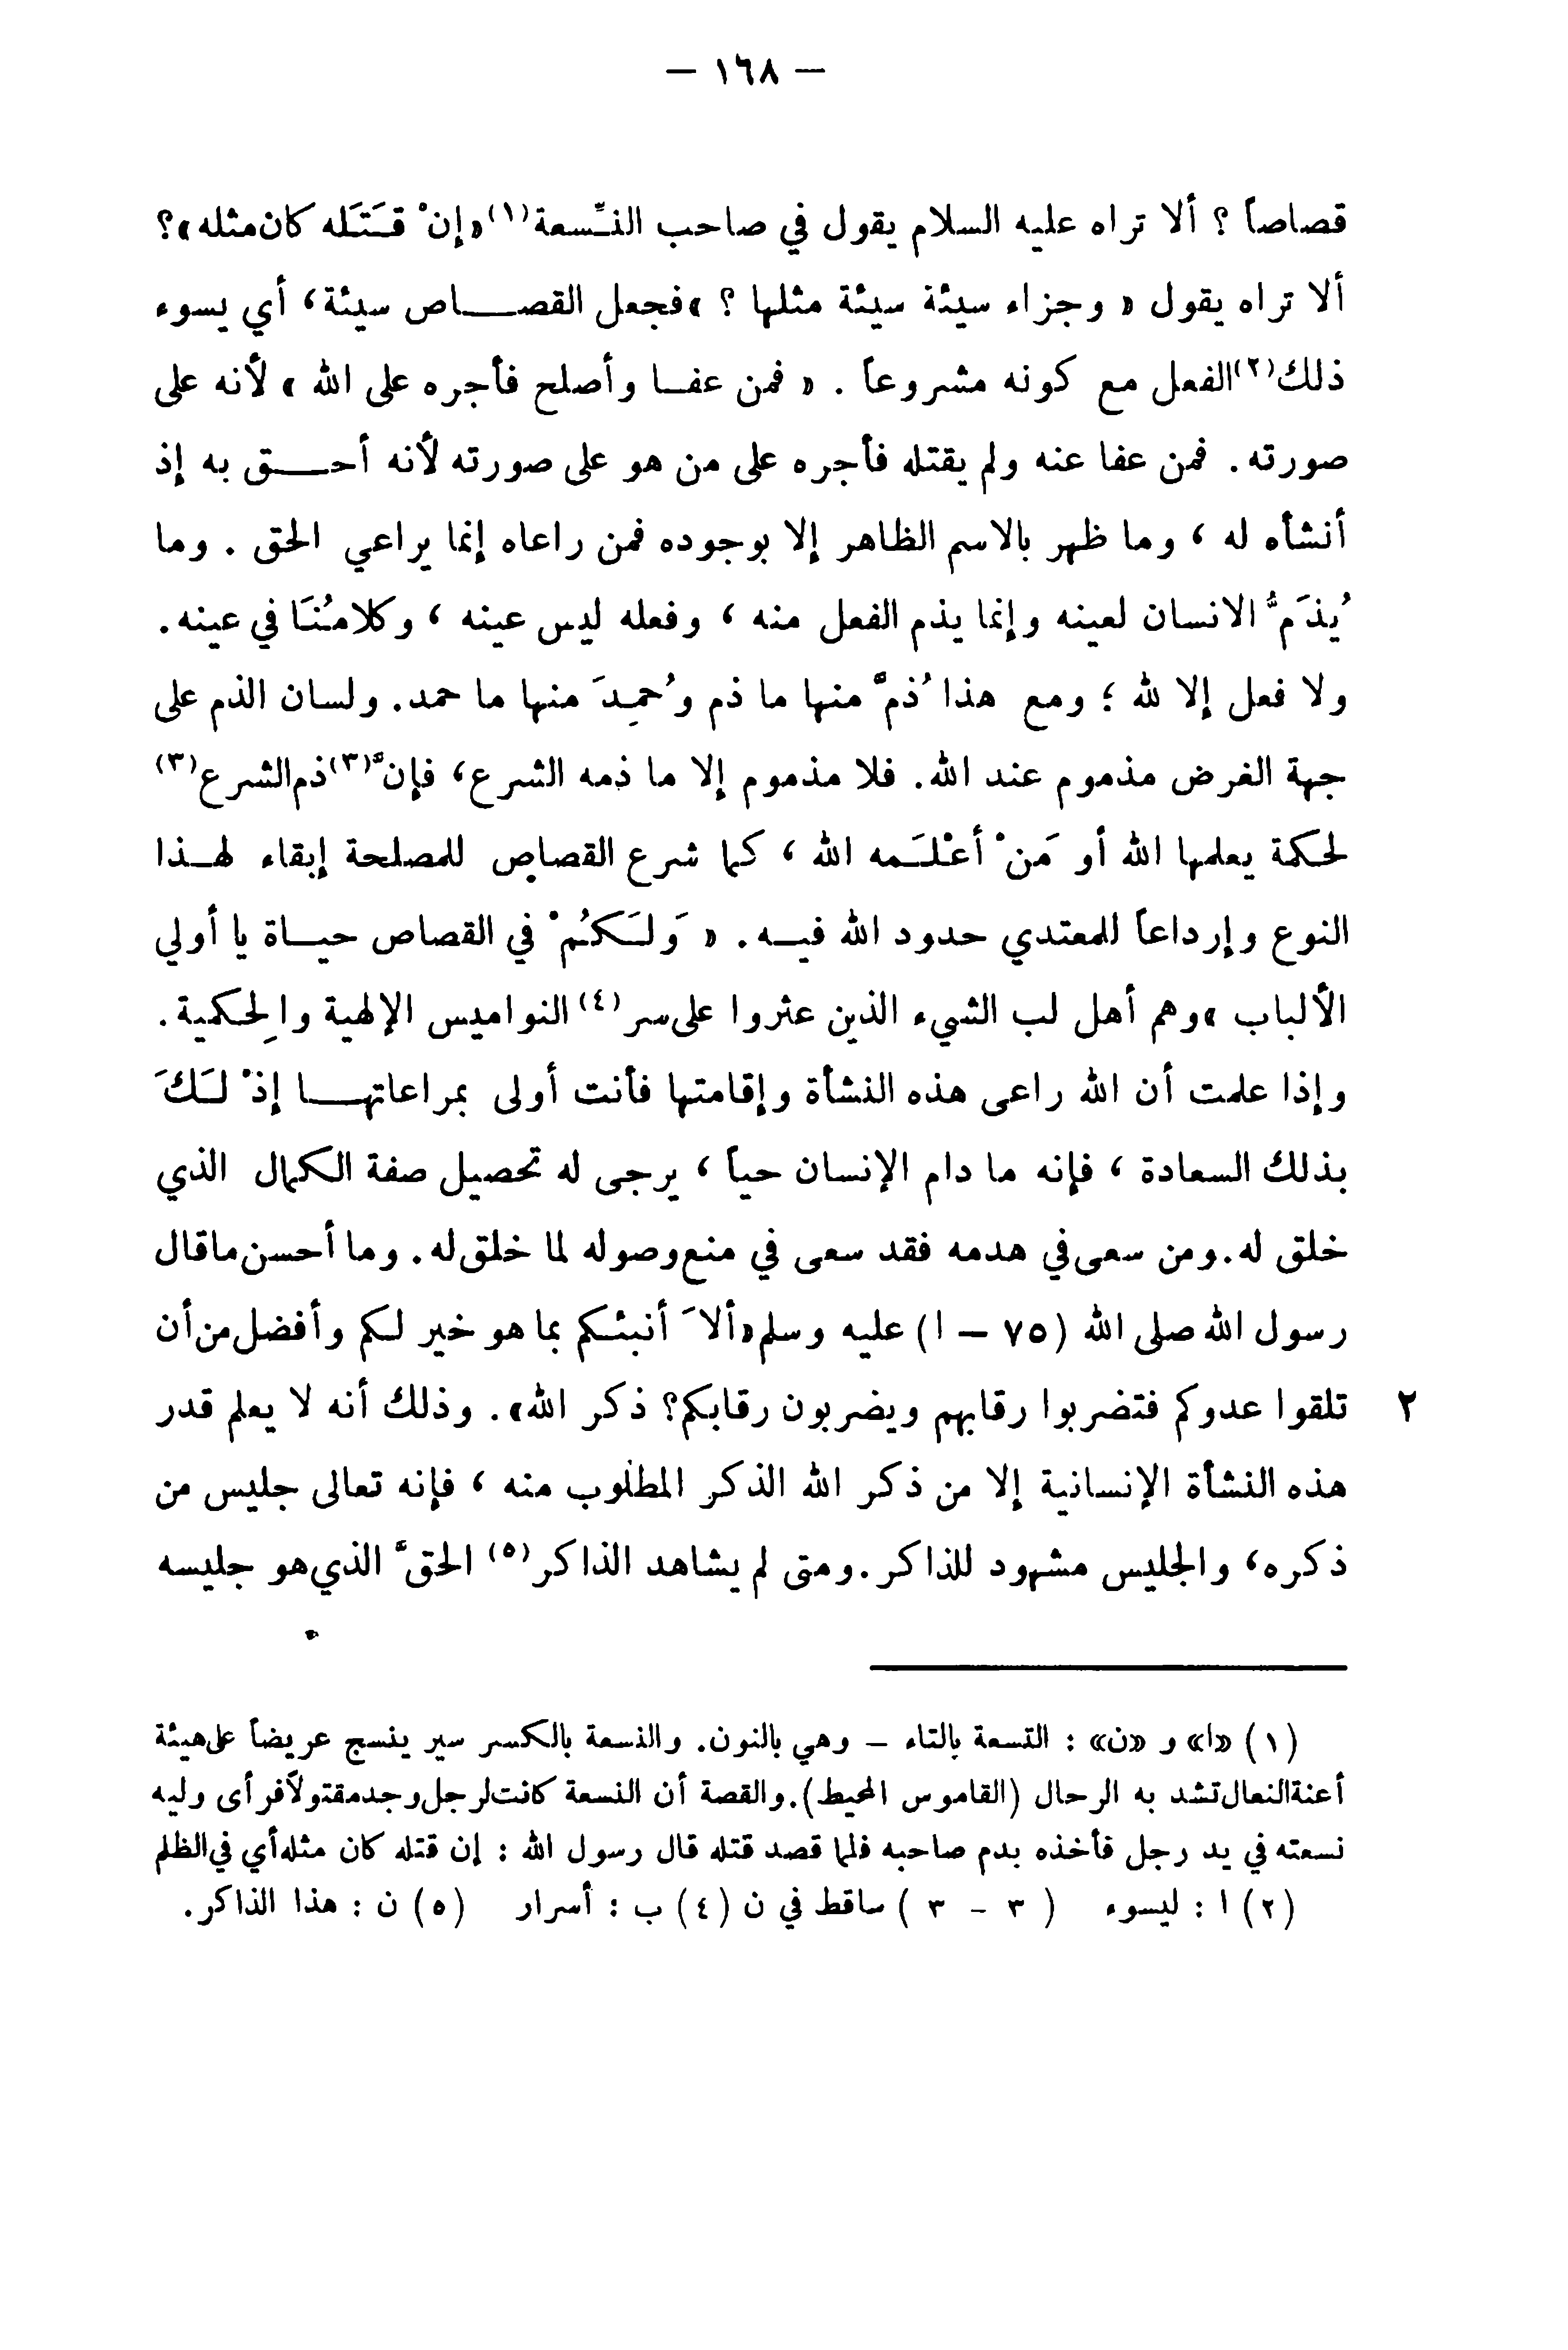 — ١٦٨ —
قصاصاً ؟ ألا تراه عليه السلام يقول في صاحب النِّسعة(١) «إنْ قَتَلَه كان مثله»؟
ألا تراه يقول « وجزاء سيئة سيئة مثلها ؟ » فجعل القصاص سيئة ، أي يسوء
ذلك(٢) الفعل مع كونه مشروعاً . « فمن عفا وأصلح فأجره على الله » لأنه على
صورته . فمن عفا عنه ولم يقتله فأجره على من هو على صورته لأنه أحق به إذ
أنشأه له ، وما ظهر بالاسم الظاهر إلا بوجوده فمن راعاه إنما يراعي الحق . وما
يُذَمُّ الانسان لعينه وإنما يذم الفعل منه ، وفعله ليس عينه ، وكلامُنَا في عينه .
ولا فعل إلا لله ؛ ومع هذا ذُمَّ منها ما ذم وحُمِدَ منها ما حمد. ولسان الذم على
جهة الغرض مذموم عند الله. فلا مذموم إلا ما ذمه الشرع، فإنَّ(٣) ذم الشرع(٣)
لحكمة يعلمها الله أو مَنْ أعْلَمه الله ، كما شرع القصاص للمصلحة إبقاء لهذا
النوع وإرداعاً للمعتدي حدود الله فيه . « وَلَكُمْ في القصاص حياة يا أولي
الألباب » وهم أهل لب الشيء الذين عثروا على سر(٤) النواميس الإلهية والحِكمية .
وإذا علمت أن الله راعى هذه النشأة وإقامتها فأنت أولى بمراعاتها إذْ لَكَ
بذلك السعادة ، فإنه ما دام الإنسان حياً ، يرجى له تحصيل صفة الكمال الذي
خلق له . ومن سعى في هدمه فقد سعى في منع وصوله لما خلق له . وما أحسن ما قال
رسول الله صلى الله (٧٥ – ا) عليه وسلم «ألاَ أنبئكم بما هو خير لكم وأفضل من أن
٢ تلقوا عدوكم فتضربوا رقابهم ويضربون رقابكم؟ ذكر الله». وذلك أنه لا يعلم قدر
هذه النشأة الإنسانية إلا من ذكر الله الذكر المطلوب منه ، فإنه تعالى جليس من
ذكره، والجليس مشهود للذاكر . ومتى لم يشاهد الذاكر(٥) الحقَّ الذي هو جليسه
(١) «ا» و «ن» : التسعة بالتاء – وهي بالنون. والنسعة بالكسر سير ينسج عريضاً على هيئة
أعنة النعال تشد به الرحال (القاموس المحيط). والقصة أن النسعة كانت لرجل وجد مقتولاً فرأى وليه
نسعته في يد رجل فأخذه بدم صاحبه فلما قصد قتله قال رسول الله : إن قتله كان مثله أي في الظلم
(٢) ا : ليسوء ( ٣ - ٣ ) ساقط في ن (٤) ب : أسرار (٥) ن : هذا الذاكر.